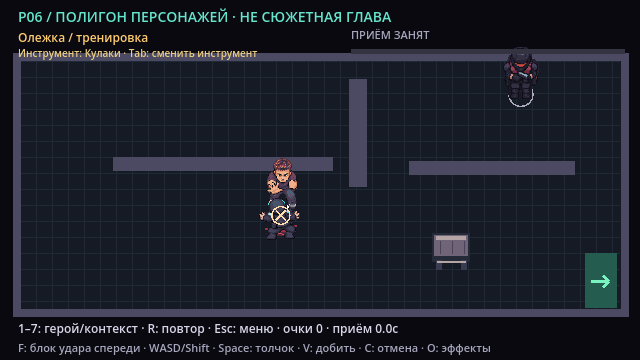 P06 / ПОЛИГОН ПЕРСОНАЖЕЙ · НЕ СЮЖЕТНАЯ ГЛАВА
Олежка / тренировка
ПРИЁМ ЗАНЯТ
Инструмент: Кулаки · Tab: сменить инструмент
1–7: герой/контекст · R: повтор · Esc: меню · очки 0 · приём 0.0с
F: блок удара спереди · WASD/Shift · Space: толчок · V: добить · C: отмена · O: эффекты